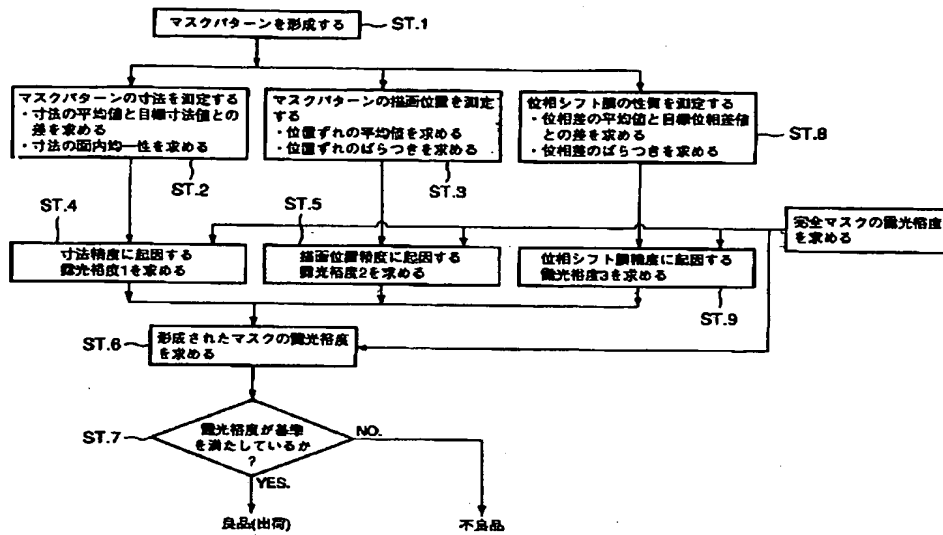 マスクパターンを形成する
ST.1
マスクパターンの寸法を測定する
・寸法の平均値と目標寸法値との
差を求める
・寸法の面内均一性を求める
ST.2
マスクパターンの描画位置を測定
する
・位置ずれの平均値を求める
・位置ずれのばらつきを求める
ST.3
位相シフト膜の性質を測定する
・位相差の平均値と目標位相差値
との差を求める
・位相差のばらつきを求める
ST.8
ST.4
ST.5
完全マスクの露光裕度
を求める
寸法精度に起因する
露光裕度1を求める
描画位置精度に起因する
露光裕度2を求める
位相シフト膜精度に起因する
露光裕度3を求める
ST.9
ST.6
形成されたマスクの露光裕度
を求める
ST.7
露光裕度が基準
を満たしているか
?
NO.
YES.
良品(出荷)
不良品